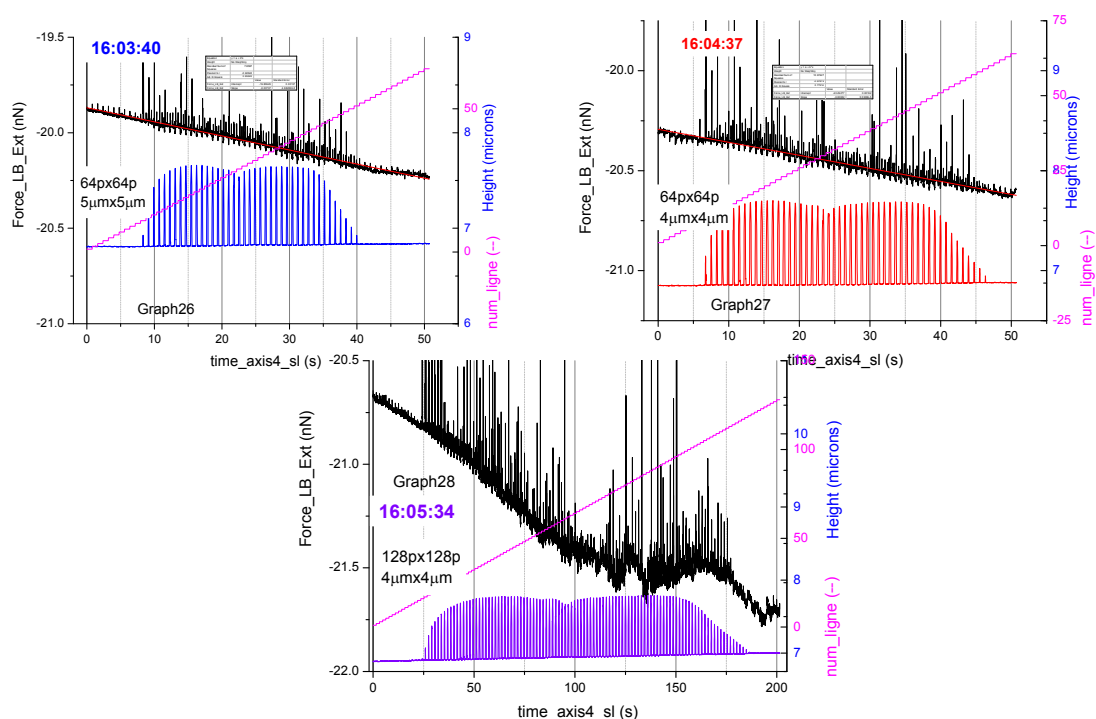 16:03:40
-19.5
-20.0
-20.5
-21.0
Force_LB_Ext (nN)
64px64p
5μmx5μm
Graph26
0 10 20 30 40 50
time_axis4_sl (s)
9
8
7
6
50
0
Height (microns)
num_ligne (--)
16:04:37
-20.0
-20.5
-21.0
Force_LB_Ext (nN)
64px64p
4μmx4μm
Graph27
0 10 20 30 40 50
time_axis4_sl (s)
75
50
25
0
-25
9
8
7
Height (microns)
num_ligne (--)
-20.5
-21.0
-21.5
-22.0
Force_LB_Ext (nN)
Graph28
16:05:34
128px128p
4μmx4μm
0 50 100 150 200
time_axis4_sl (s)
150
100
50
0
10
9
8
7
Height (microns)
num_ligne (--)